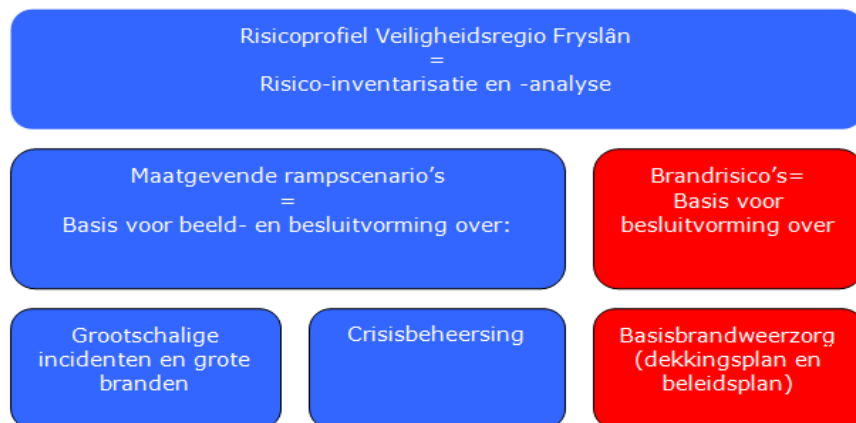 Risicoprofiel Veiligheidsregio Fryslân
=
Risico-inventarisatie en -analyse
Maatgevende rampscenario's
=
Basis voor beeld- en besluitvorming over:
Brandrisico's=
Basis voor
besluitvorming over
Grootschalige
incidenten en grote
branden
Crisisbeheersing
Basisbrandweerzorg
(dekkingsplan en
beleidsplan)